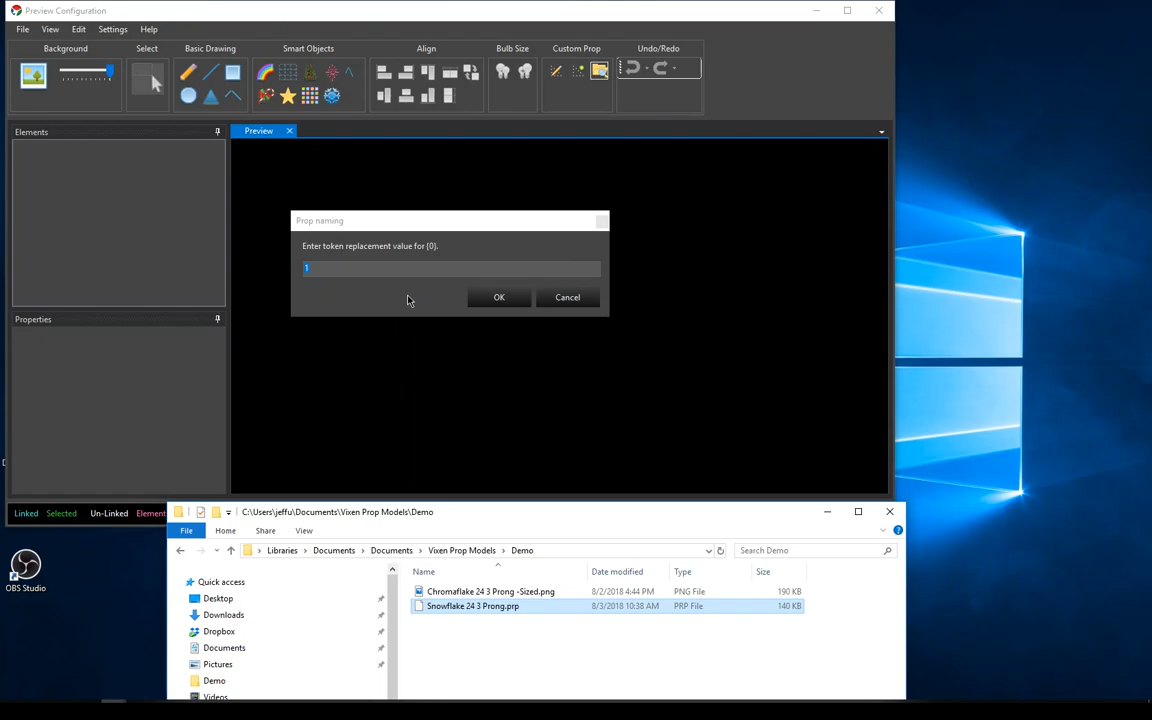 Preview Configuration
File View Edit Settings Help
Background Select Basic Drawing Smart Objects Align Bulb Size Custom Prop Undo/Redo
Elements
Preview
Prop naming
Enter token replacement value for {0}.
1
OK Cancel
Properties
Linked Selected Un-Linked Element
C:\Users\jeffu\Documents\Vixen Prop Models\Demo
File Home Share View
Libraries > Documents > Documents > Vixen Prop Models > Demo
Search Demo
Name Date modified Type Size
Quick access
Chromaflake 24 3 Prong -Sized.png 8/2/2018 4:44 PM PNG File 190 KB
Desktop
Snowflake 24 3 Prong.prp 8/3/2018 10:38 AM PRP File 140 KB
Downloads
Dropbox
Documents
Pictures
Demo
Videos
OBS Studio